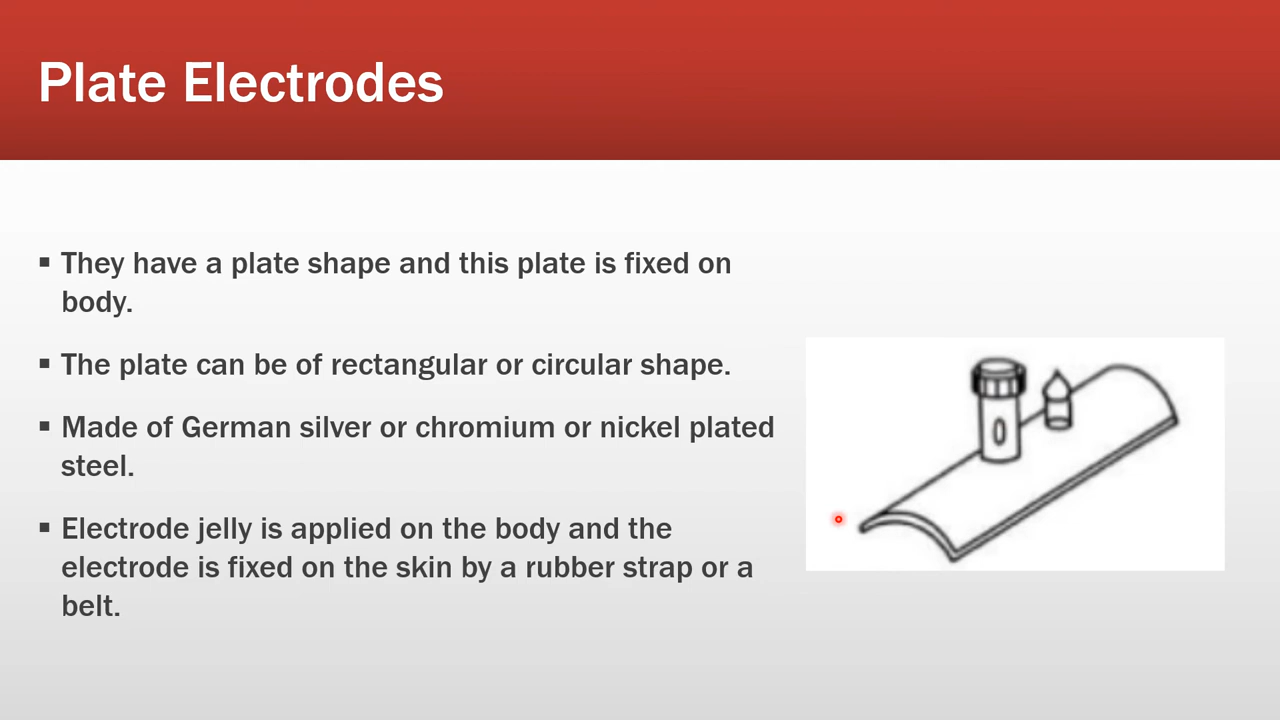 Plate Electrodes
▪ They have a plate shape and this plate is fixed on
body.
▪ The plate can be of rectangular or circular shape.
▪ Made of German silver or chromium or nickel plated
steel.
▪ Electrode jelly is applied on the body and the
electrode is fixed on the skin by a rubber strap or a
belt.